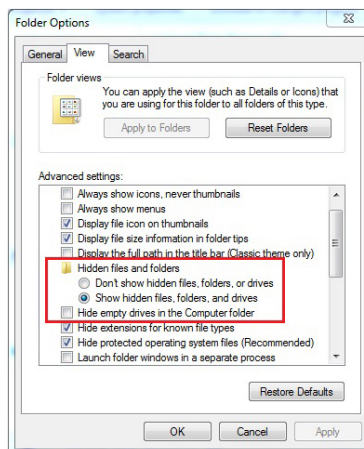 Folder Options
General View Search
Folder views
You can apply the view (such as Details or Icons) that
you are using for this folder to all folders of this type.
Apply to Folders Reset Folders
Advanced settings:
Always show icons, never thumbnails
Always show menus
Display file icon on thumbnails
Display file size information in folder tips
Display the full path in the title bar (Classic theme only)
Hidden files and folders
Don't show hidden files, folders, or drives
Show hidden files, folders, and drives
Hide empty drives in the Computer folder
Hide extensions for known file types
Hide protected operating system files (Recommended)
Launch folder windows in a separate process
Restore Defaults
OK Cancel Apply